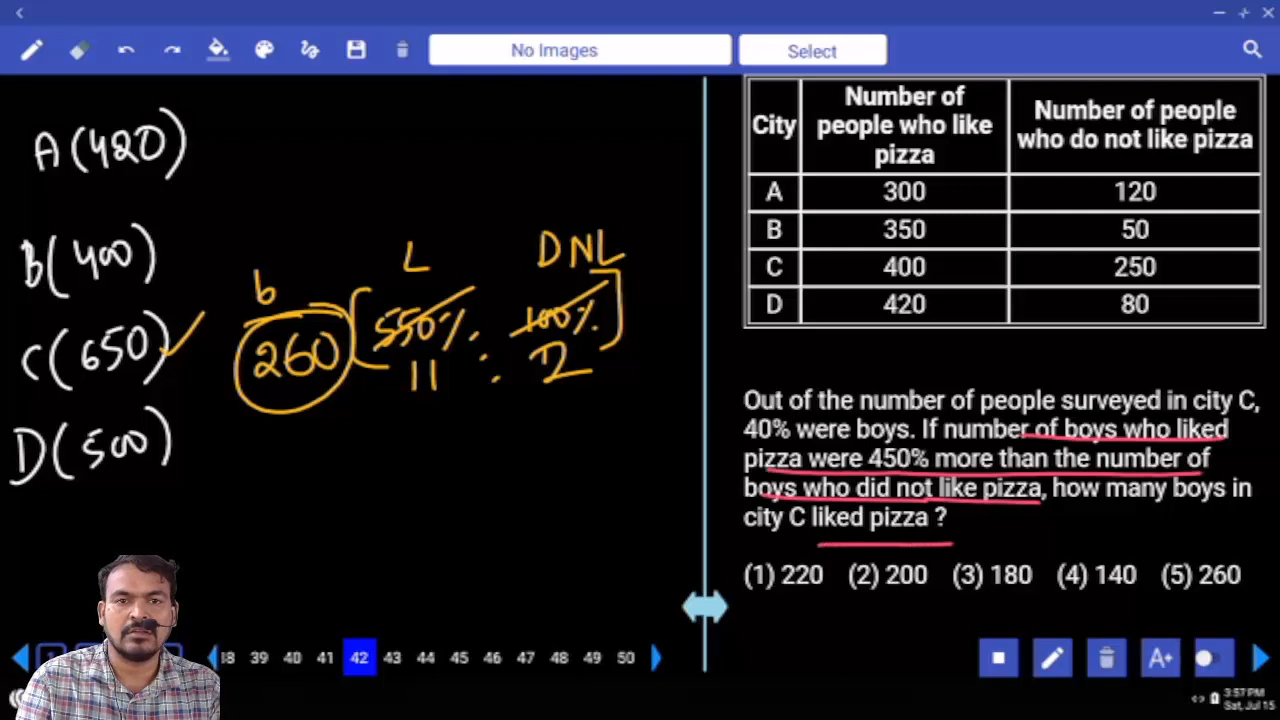 No Images
Select
A(420)
B(400)
C(650)
D(500)
b
L
DNL
260
550%
:
100%
11
2
City
Number of people who like pizza
Number of people who do not like pizza
A 300 120
B 350 50
C 400 250
D 420 80
Out of the number of people surveyed in city C,
40% were boys. If number of boys who liked
pizza were 450% more than the number of
boys who did not like pizza, how many boys in
city C liked pizza ?
(1) 220 (2) 200 (3) 180 (4) 140 (5) 260
39 40 41 42 43 44 45 46 47 48 49 50
A+
3:57PM
Sat, Jul 15